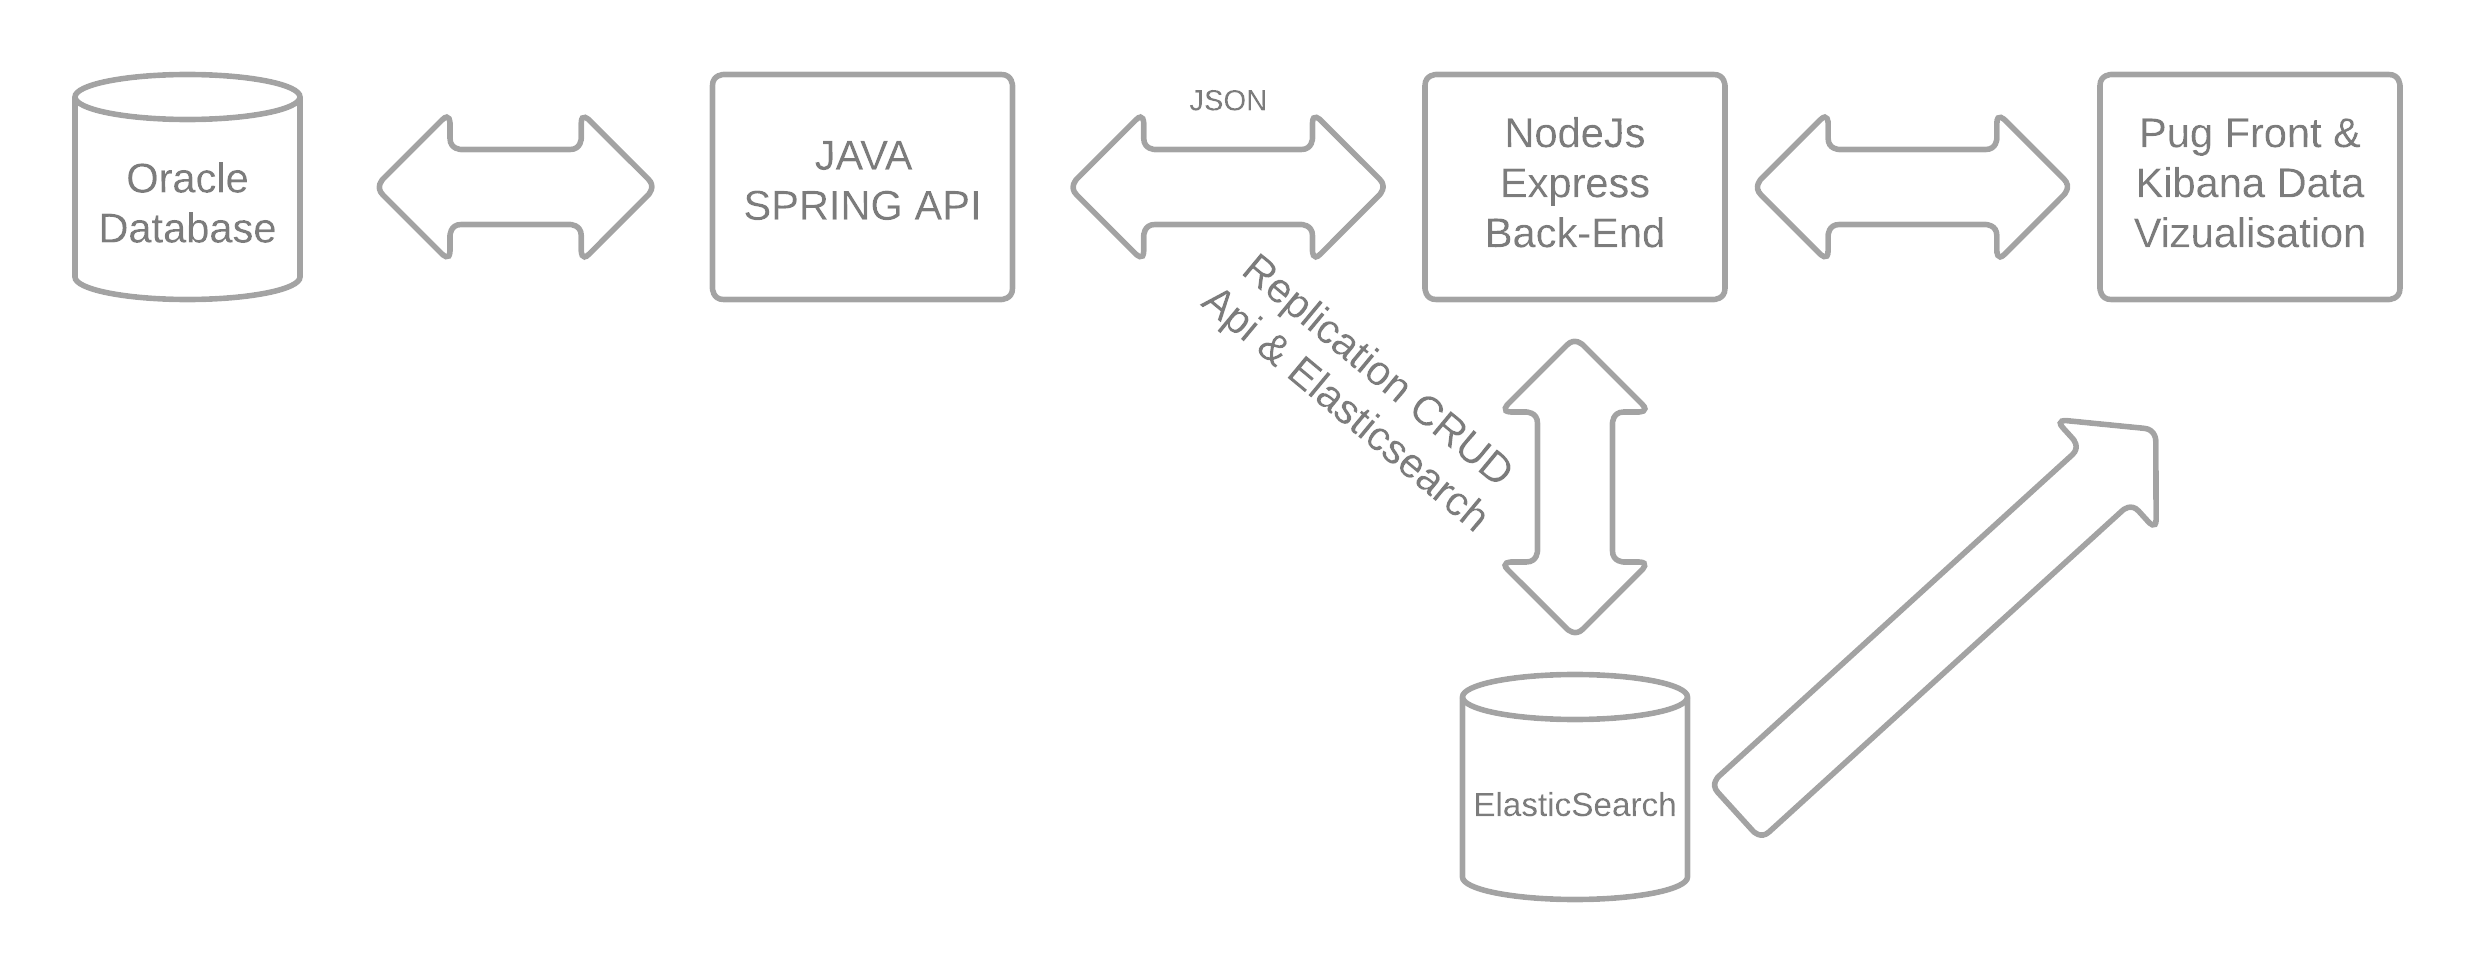 Oracle
Database
JAVA
SPRING API
JSON
NodeJs
Express
Back-End
Pug Front &
Kibana Data
Vizualisation
Replication CRUD
Api & Elasticsearch
ElasticSearch